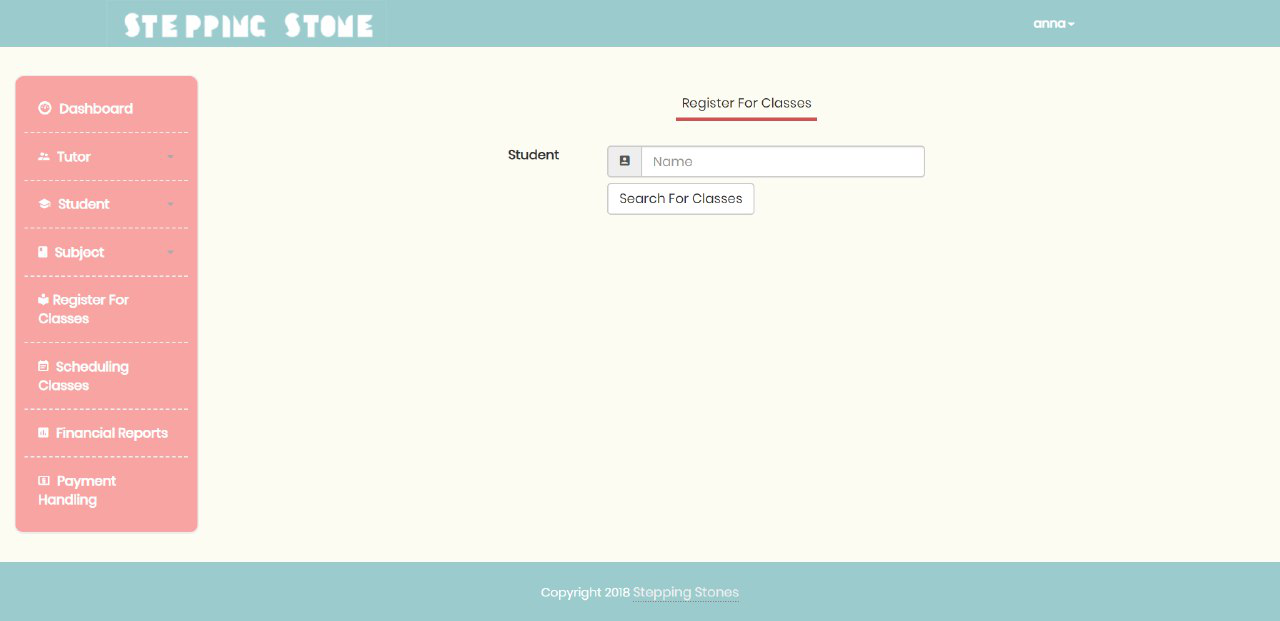 STEPPING STONE
anna
Dashboard
Tutor
Student
Subject
Register For
Classes
Scheduling
Classes
Financial Reports
Payment
Handling
Register For Classes
Student
Name
Search For Classes
Copyright 2018 Stepping Stones